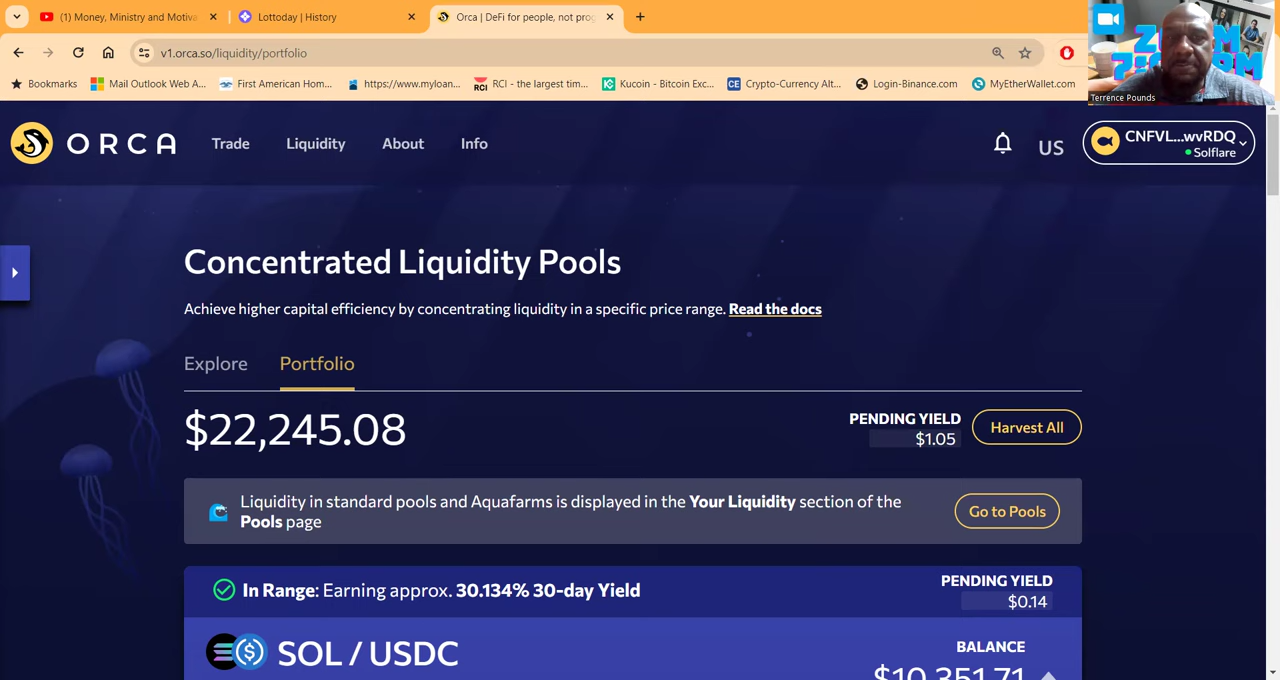 (1) Money, Ministry and Motiva
Lottoday | History
Orca | DeFi for people, not prog
v1.orca.so/liquidity/portfolio
Bookmarks
Mail Outlook Web A...
First American Hom...
https://www.myloan...
RCI - the largest tim...
Kucoin - Bitcoin Exc...
Crypto-Currency Alt...
Login-Binance.com
MyEtherWallet.com
Terrence Pounds
ORCA
Trade
Liquidity
About
Info
US
CNFVL...wvRDQ
Solflare
Concentrated Liquidity Pools
Achieve higher capital efficiency by concentrating liquidity in a specific price range. Read the docs
Explore
Portfolio
$22,245.08
PENDING YIELD
$1.05
Harvest All
Liquidity in standard pools and Aquafarms is displayed in the Your Liquidity section of the
Pools page
Go to Pools
In Range: Earning approx. 30.134% 30-day Yield
PENDING YIELD
$0.14
SOL / USDC
BALANCE
$10,351.71